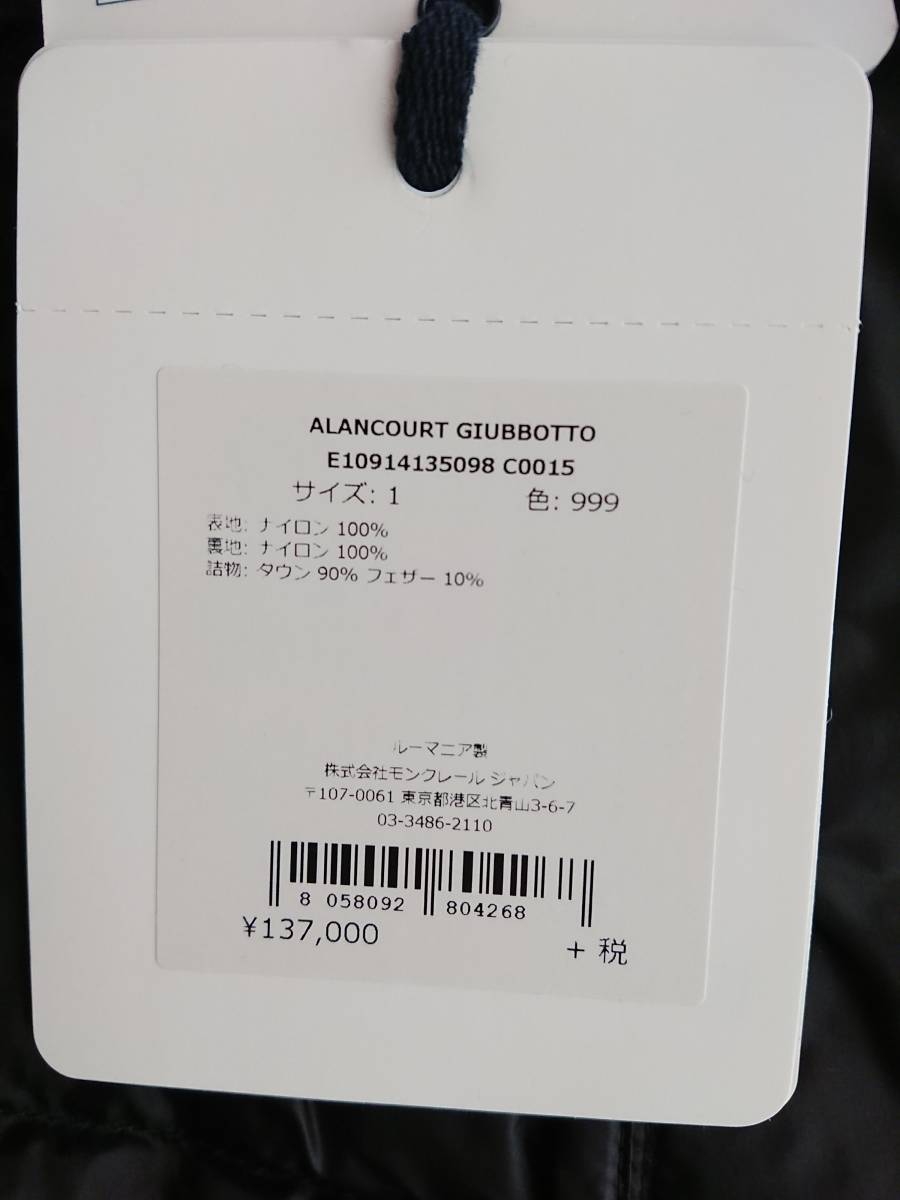 ALANCOURT GIUBBOTTO
E10914135098 C0015
サイズ: 1 色: 999
表地: ナイロン 100%
裏地: ナイロン 100%
詰物: ダウン 90% フェザー 10%
ルーマニア製
株式会社モンクレール ジャパン
〒107-0061 東京都港区北青山3-6-7
03-3486-2110
8 058092 804268
¥137,000 + 税